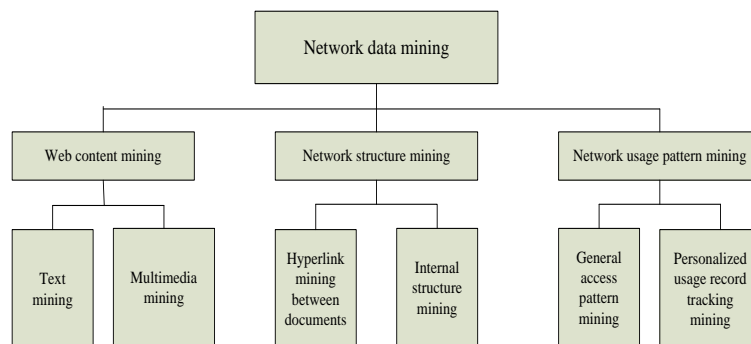 Network data mining
Web content mining
Network structure mining
Network usage pattern mining
Text
mining
Multimedia
mining
Hyperlink
mining
between
documents
Internal
structure
mining
General
access
pattern
mining
Personalized
usage record
tracking
mining